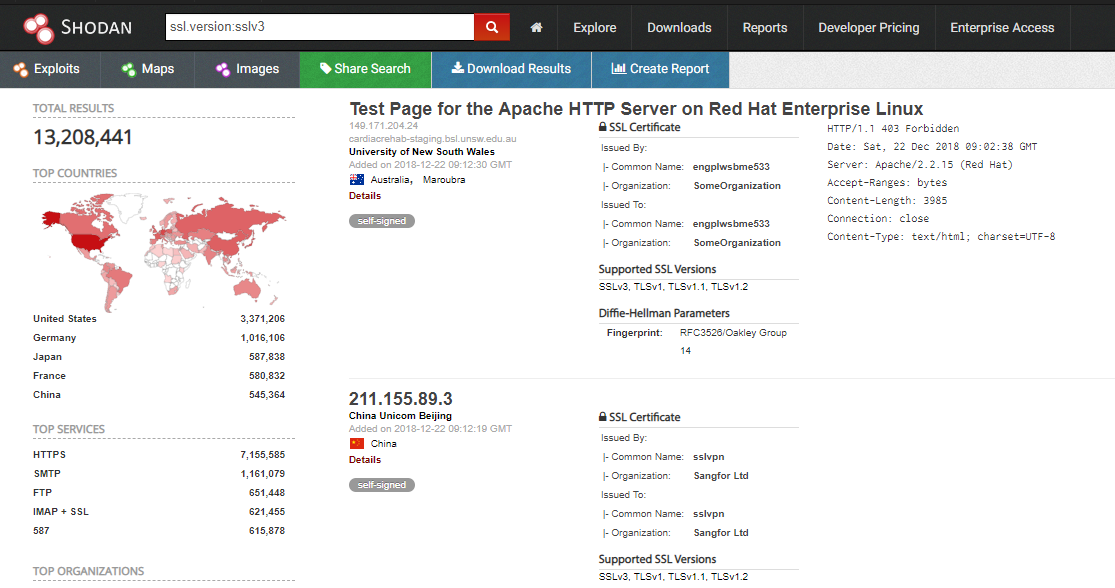 SHODAN
ssl.version:sslv3
Explore
Downloads
Reports
Developer Pricing
Enterprise Access
Exploits
Maps
Images
Share Search
Download Results
Create Report
TOTAL RESULTS
13,208,441
TOP COUNTRIES
United States 3,371,206
Germany 1,016,106
Japan 587,838
France 580,832
China 545,364
TOP SERVICES
HTTPS 7,155,585
SMTP 1,161,079
FTP 651,448
IMAP + SSL 621,455
587 615,878
TOP ORGANIZATIONS
Test Page for the Apache HTTP Server on Red Hat Enterprise Linux
149.171.204.24
cardiacrehab-staging.bsl.unsw.edu.au
University of New South Wales
Added on 2018-12-22 09:12:30 GMT
Australia, Maroubra
Details
self-signed
SSL Certificate
Issued By:
|- Common Name: engplwsbme533
|- Organization: SomeOrganization
Issued To:
|- Common Name: engplwsbme533
|- Organization: SomeOrganization
Supported SSL Versions
SSLv3, TLSv1, TLSv1.1, TLSv1.2
Diffie-Hellman Parameters
Fingerprint: RFC3526/Oakley Group
14
HTTP/1.1 403 Forbidden
Date: Sat, 22 Dec 2018 09:02:38 GMT
Server: Apache/2.2.15 (Red Hat)
Accept-Ranges: bytes
Content-Length: 3985
Connection: close
Content-Type: text/html; charset=UTF-8
211.155.89.3
China Unicom Beijing
Added on 2018-12-22 09:12:19 GMT
China
Details
self-signed
SSL Certificate
Issued By:
|- Common Name: sslvpn
|- Organization: Sangfor Ltd
Issued To:
|- Common Name: sslvpn
|- Organization: Sangfor Ltd
Supported SSL Versions
SSLv3, TLSv1, TLSv1.1, TLSv1.2